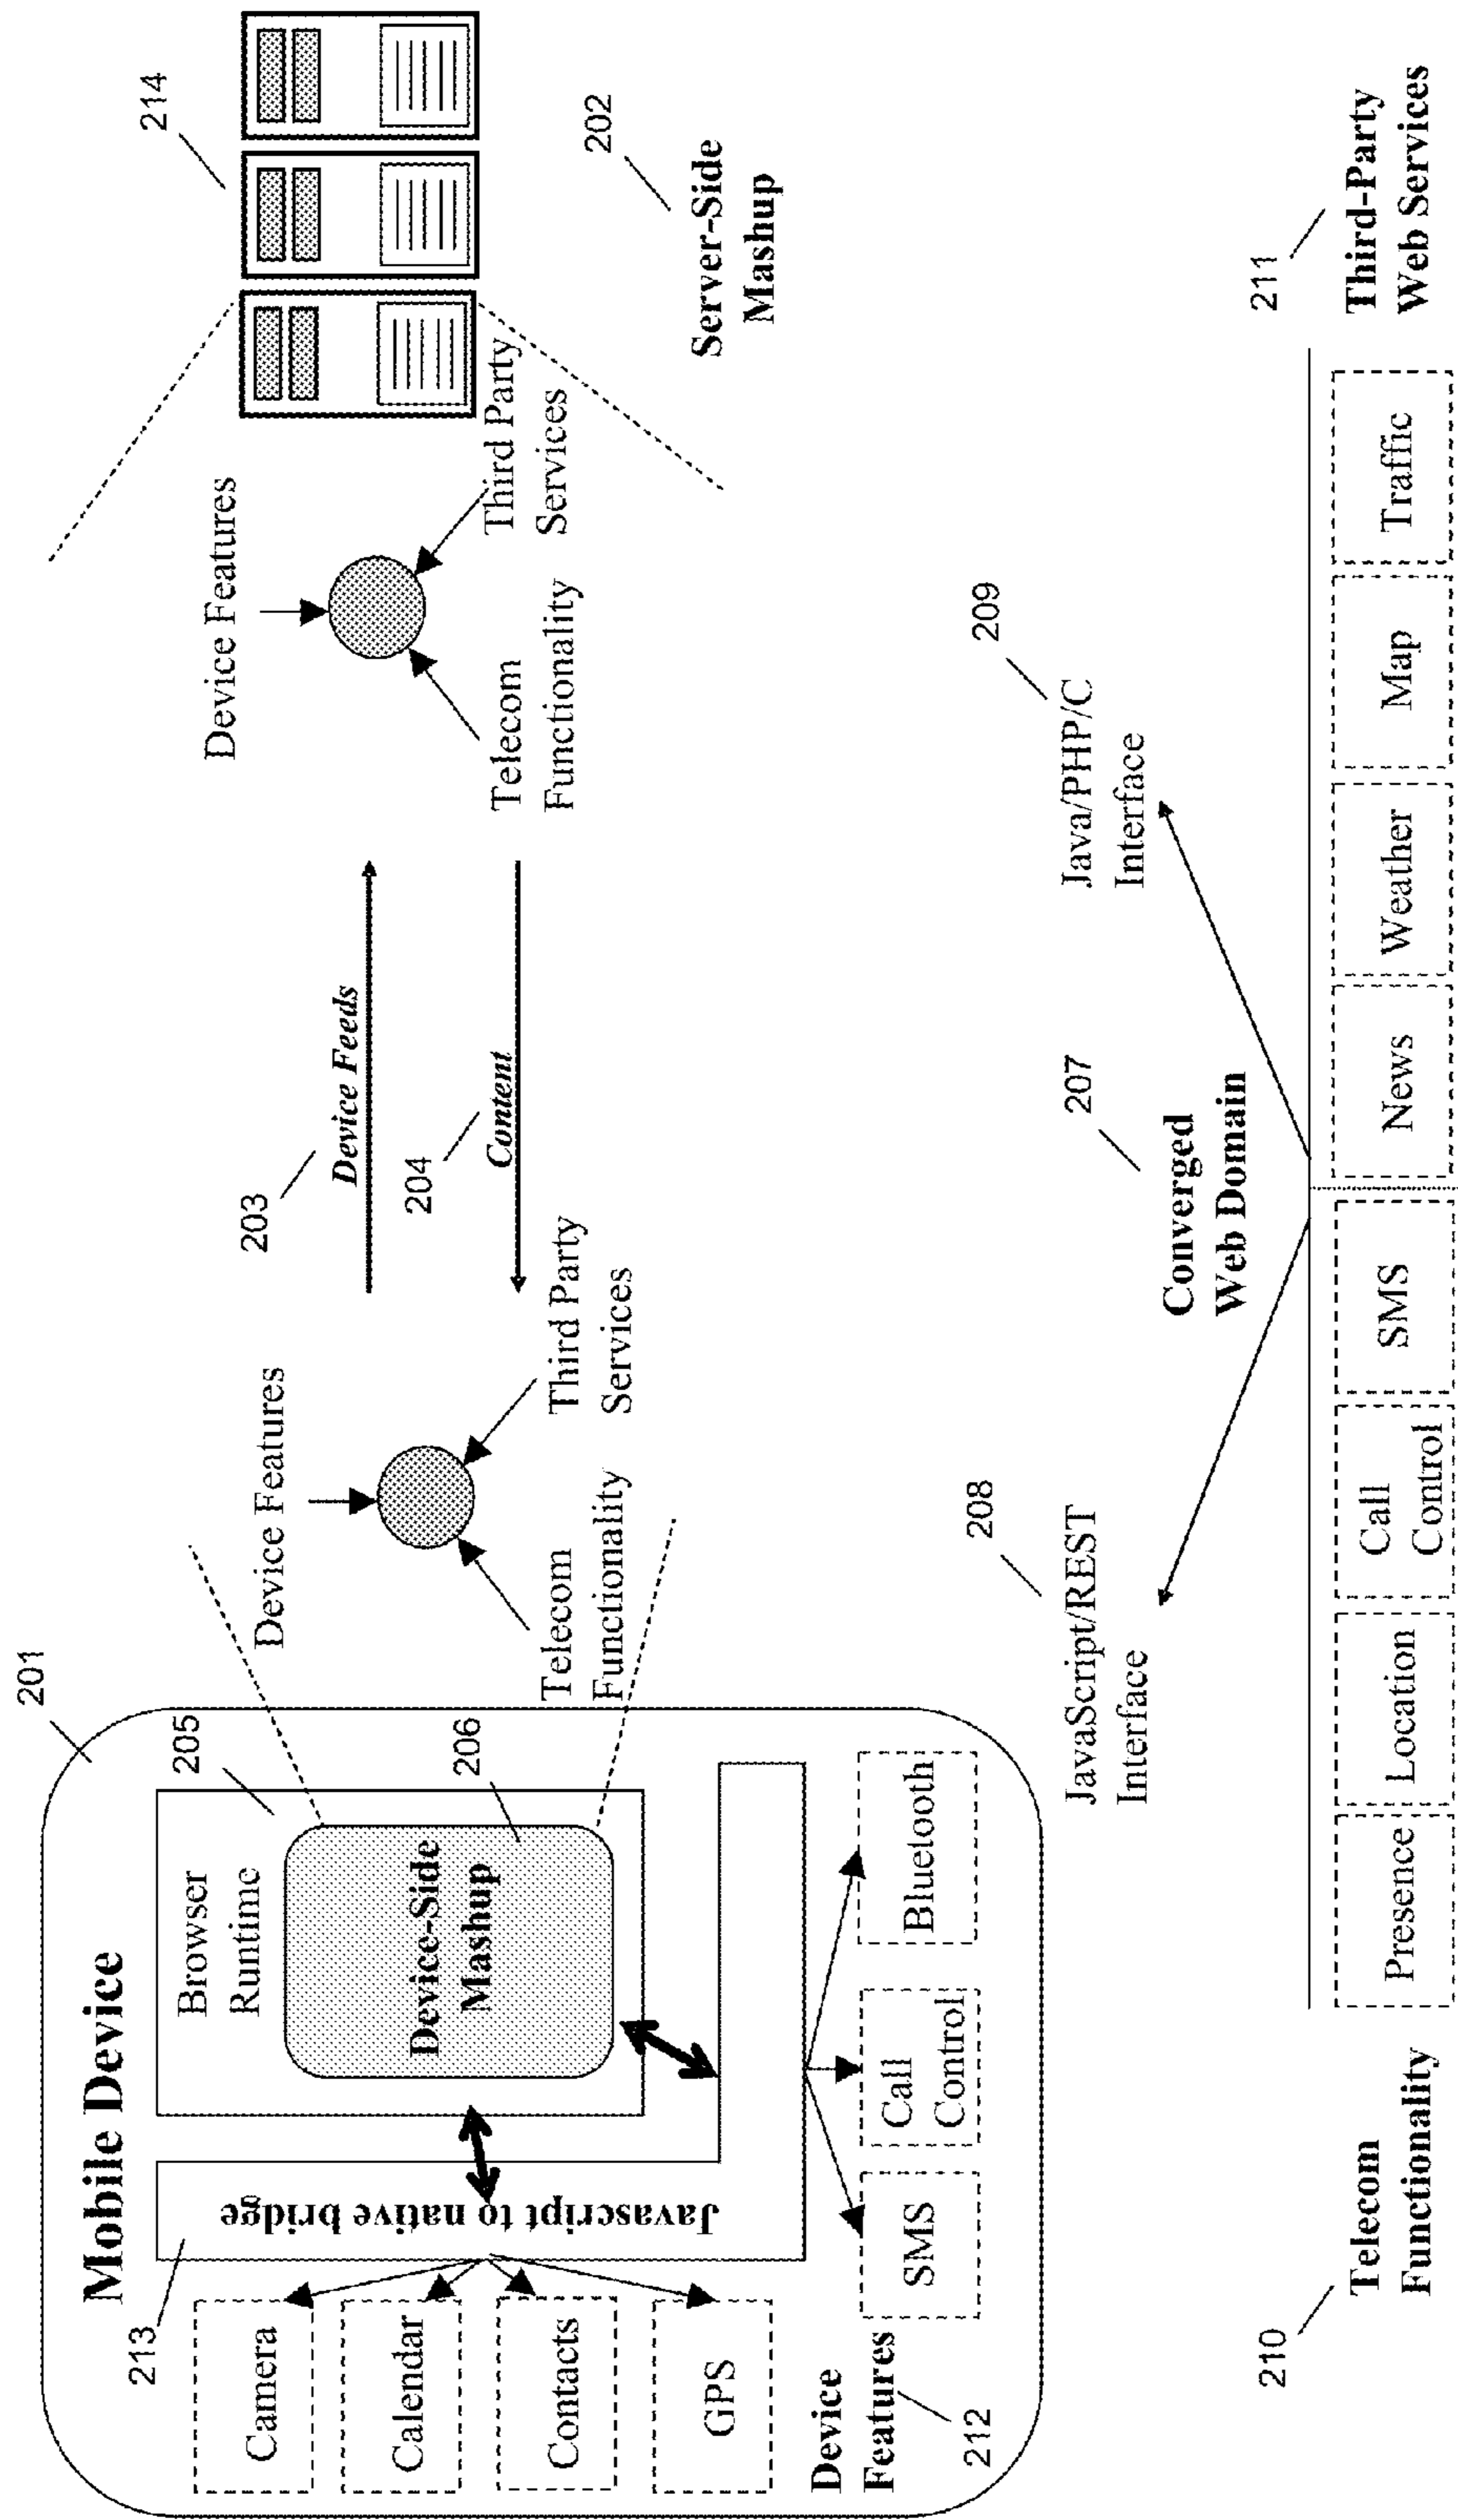 201
Mobile Device
213
Camera
Calendar
Contacts
GPS
Device
Features
212
Javascript to native bridge
Browser
Runtime
205
Device-Side
Mashup
206
SMS
Call
Control
Bluetooth
Device Features
Telecom
Functionality
Third Party
Services
203
Device Feeds
204
Content
Device Features
Telecom
Functionality
Third Party
Services
214
202
Server-Side
Mashup
208
JavaScript/REST
Interface
207
Converged
Web Domain
209
Java/PHP/C
Interface
210
Telecom
Functionality
Presence
Location
Call
Control
SMS
News
Weather
Map
Traffic
211
Third-Party
Web Services